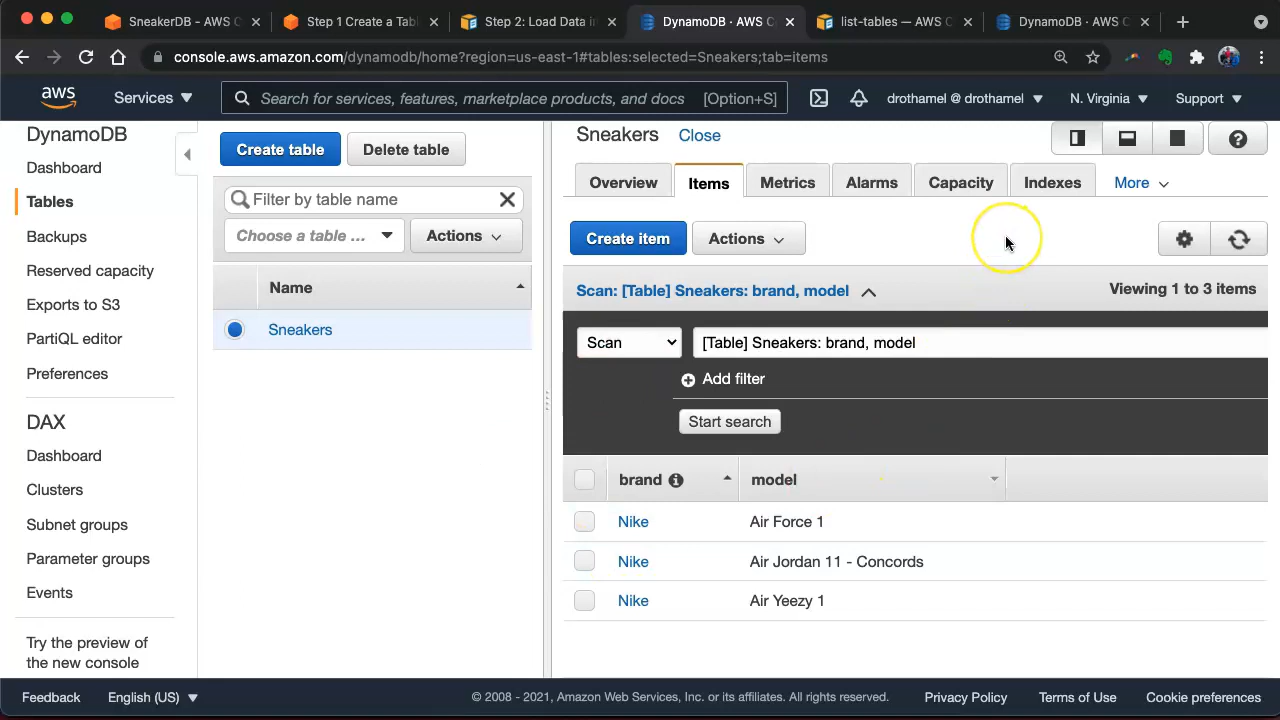 SneakerDB - AWS C
Step 1 Create a Tabl
Step 2: Load Data in
DynamoDB · AWS C
list-tables — AWS C
DynamoDB · AWS C
console.aws.amazon.com/dynamodb/home?region=us-east-1#tables:selected=Sneakers;tab=items
aws
Services
Search for services, features, marketplace products, and docs [Option+S]
drothamel @ drothamel
N. Virginia
Support
DynamoDB
Dashboard
Tables
Backups
Reserved capacity
Exports to S3
PartiQL editor
Preferences
DAX
Dashboard
Clusters
Subnet groups
Parameter groups
Events
Try the preview of
the new console
Create table
Delete table
Filter by table name
Choose a table ...
Actions
Name
Sneakers
Sneakers Close
Overview
Items
Metrics
Alarms
Capacity
Indexes
More
Create item
Actions
Scan: [Table] Sneakers: brand, model
Viewing 1 to 3 items
Scan
[Table] Sneakers: brand, model
Add filter
Start search
brand model
Nike Air Force 1
Nike Air Jordan 11 - Concords
Nike Air Yeezy 1
Feedback
English (US)
© 2008 - 2021, Amazon Web Services, Inc. or its affiliates. All rights reserved.
Privacy Policy
Terms of Use
Cookie preferences